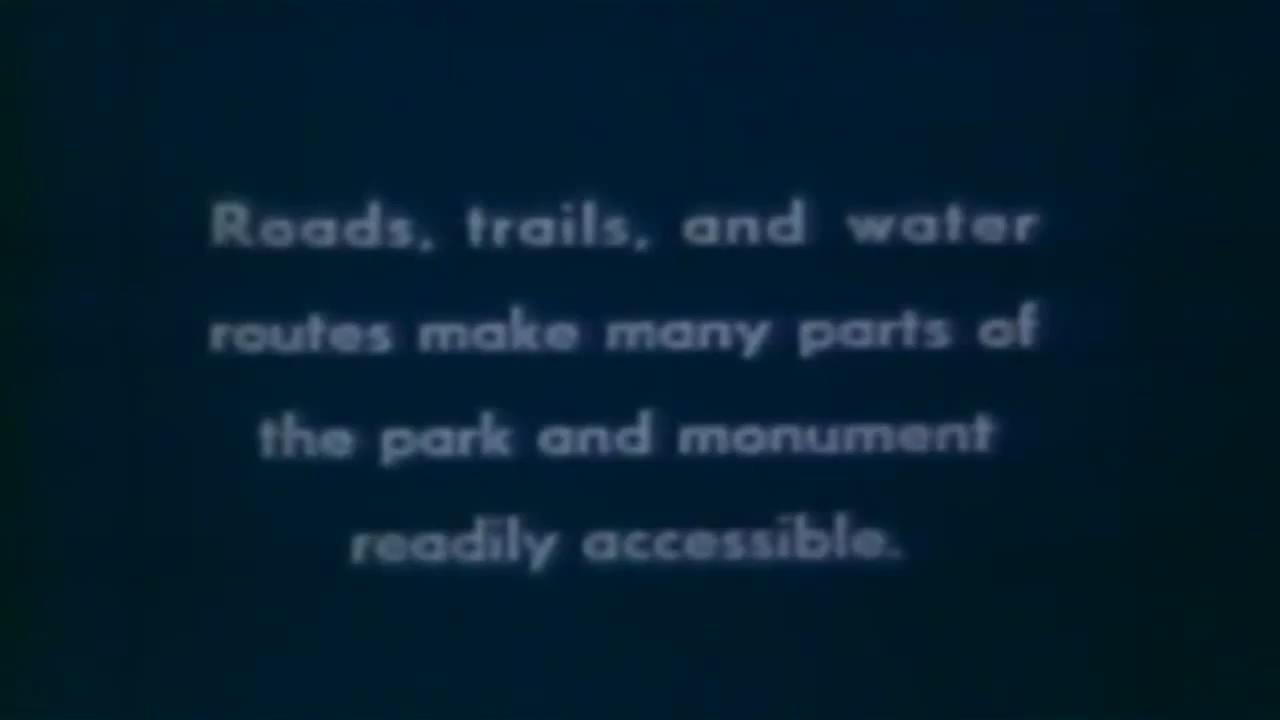 Roads, trails, and water
routes make many parts of
the park and monument
readily accessible.